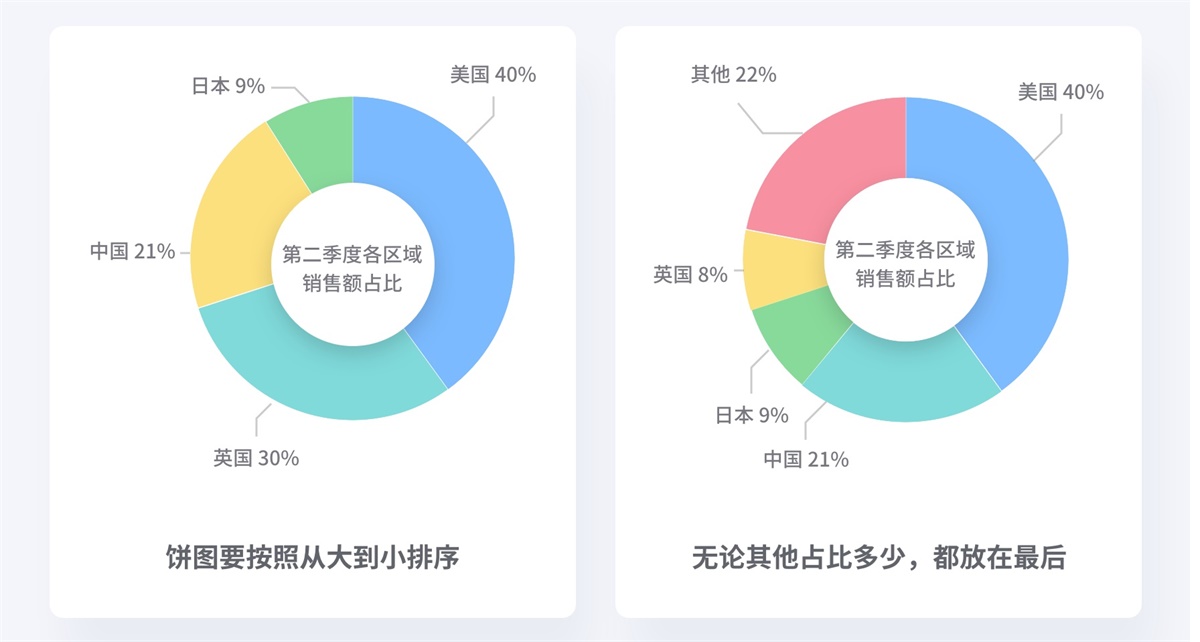 日本 9%
美国 40%
中国 21%
第二季度各区域
销售额占比
英国 30%
饼图要按照从大到小排序
其他 22%
美国 40%
英国 8%
第二季度各区域
销售额占比
日本 9%
中国 21%
无论其他占比多少，都放在最后